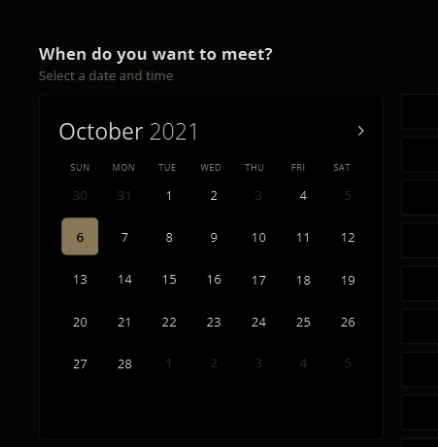 When do you want to meet?
Select a date and time
October 2021
SUN MON TUE WED THU FRI SAT
30 31 1 2 3 4 5
6 7 8 9 10 11 12
13 14 15 16 17 18 19
20 21 22 23 24 25 26
27 28 1 2 3 4 5